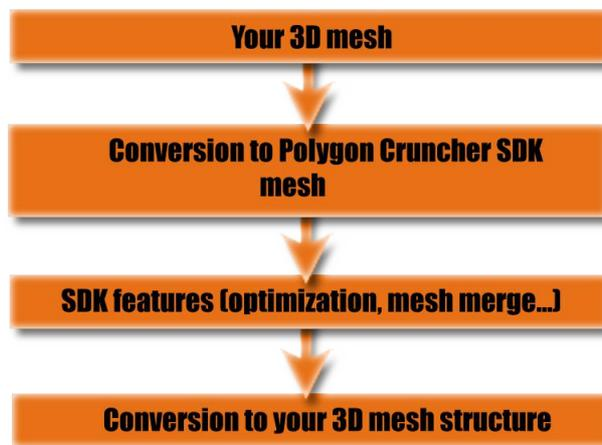 Your 3D mesh
Conversion to Polygon Cruncher SDK
mesh
SDK features (optimization, mesh merge...)
Conversion to your 3D mesh structure